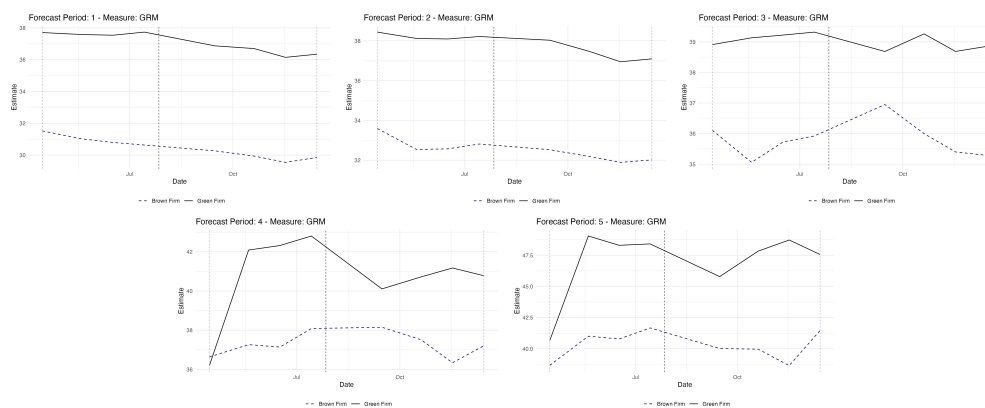 Forecast Period: 1 - Measure: GRM
38
36
34
32
30
Estimate
Jul
Oct
Date
Brown Firm
Green Firm
Forecast Period: 2 - Measure: GRM
38
36
34
32
Estimate
Jul
Oct
Date
Brown Firm
Green Firm
Forecast Period: 3 - Measure: GRM
39
38
37
36
35
Estimate
Jul
Oct
Date
Brown Firm
Green Firm
Forecast Period: 4 - Measure: GRM
42
40
38
36
Estimate
Jul
Oct
Date
Brown Firm
Green Firm
Forecast Period: 5 - Measure: GRM
47.5
45.0
42.5
40.0
Estimate
Jul
Oct
Date
Brown Firm
Green Firm